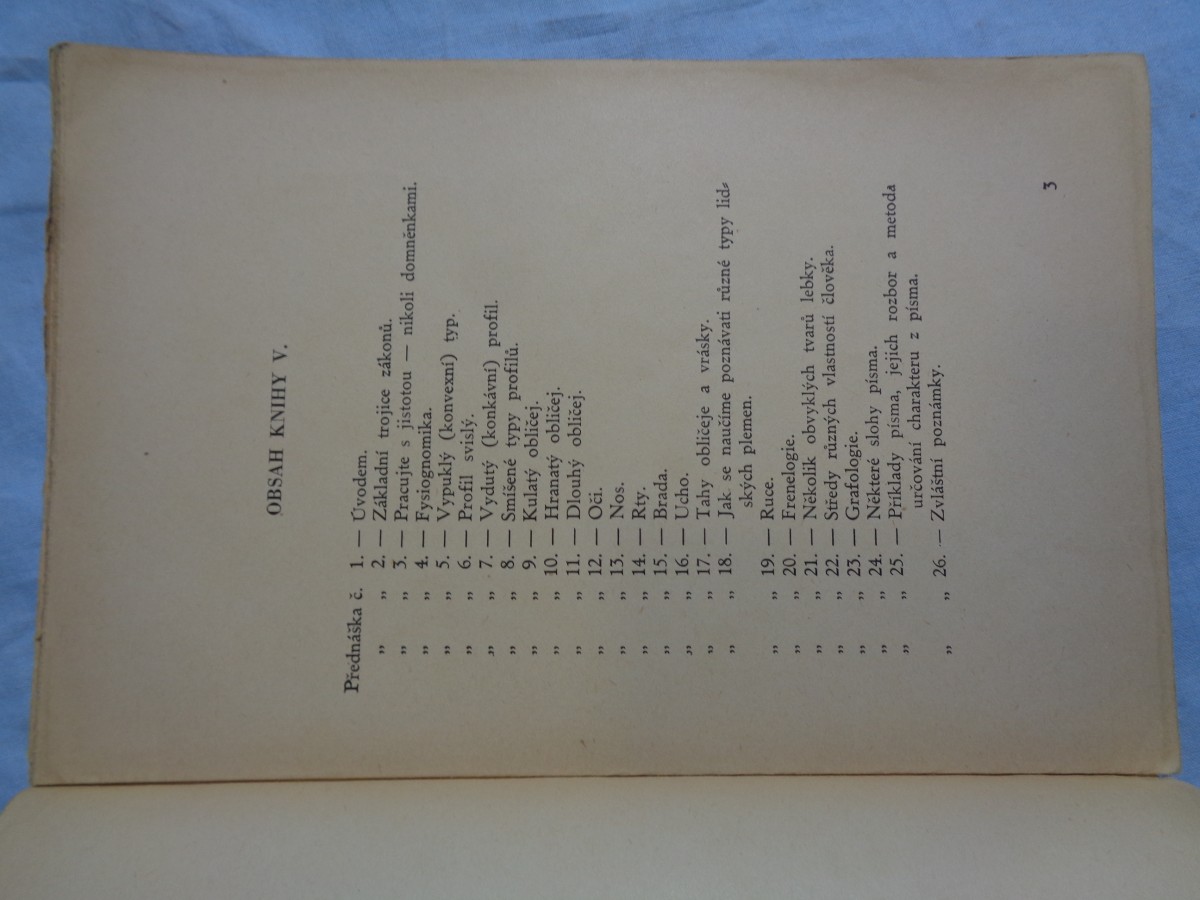 OBSAH KNIHY V.
Přednáška č. 1. — Úvodem.
„ „ 2. — Základní trojice zákonů.
„ „ 3. — Pracujte s jistotou — nikoli domněnkami.
„ „ 4. — Fysiognomika.
„ „ 5. — Vypuklý (konvexní) typ.
„ „ 6. — Profil svislý.
„ „ 7. — Vydutý (konkávní) profil.
„ „ 8. — Smíšené typy profilů.
„ „ 9. — Kulatý obličej.
„ „ 10. — Hranatý obličej.
„ „ 11. — Dlouhý obličej.
„ „ 12. — Oči.
„ „ 13. — Nos.
„ „ 14. — Rty.
„ „ 15. — Brada.
„ „ 16. — Ucho.
„ „ 17. — Tahy obličeje a vrásky.
„ „ 18. — Jak se naučíme poznávati různé typy lid-
ských plemen.
„ „ 19. — Ruce.
„ „ 20. — Frenelogie.
„ „ 21. — Několik obvyklých tvarů lebky.
„ „ 22. — Středy různých vlastností člověka.
„ „ 23. — Grafologie.
„ „ 24. — Některé slohy písma.
„ „ 25. — Příklady písma, jejich rozbor a metoda
určování charakteru z písma.
„ „ 26. — Zvláštní poznámky.
3